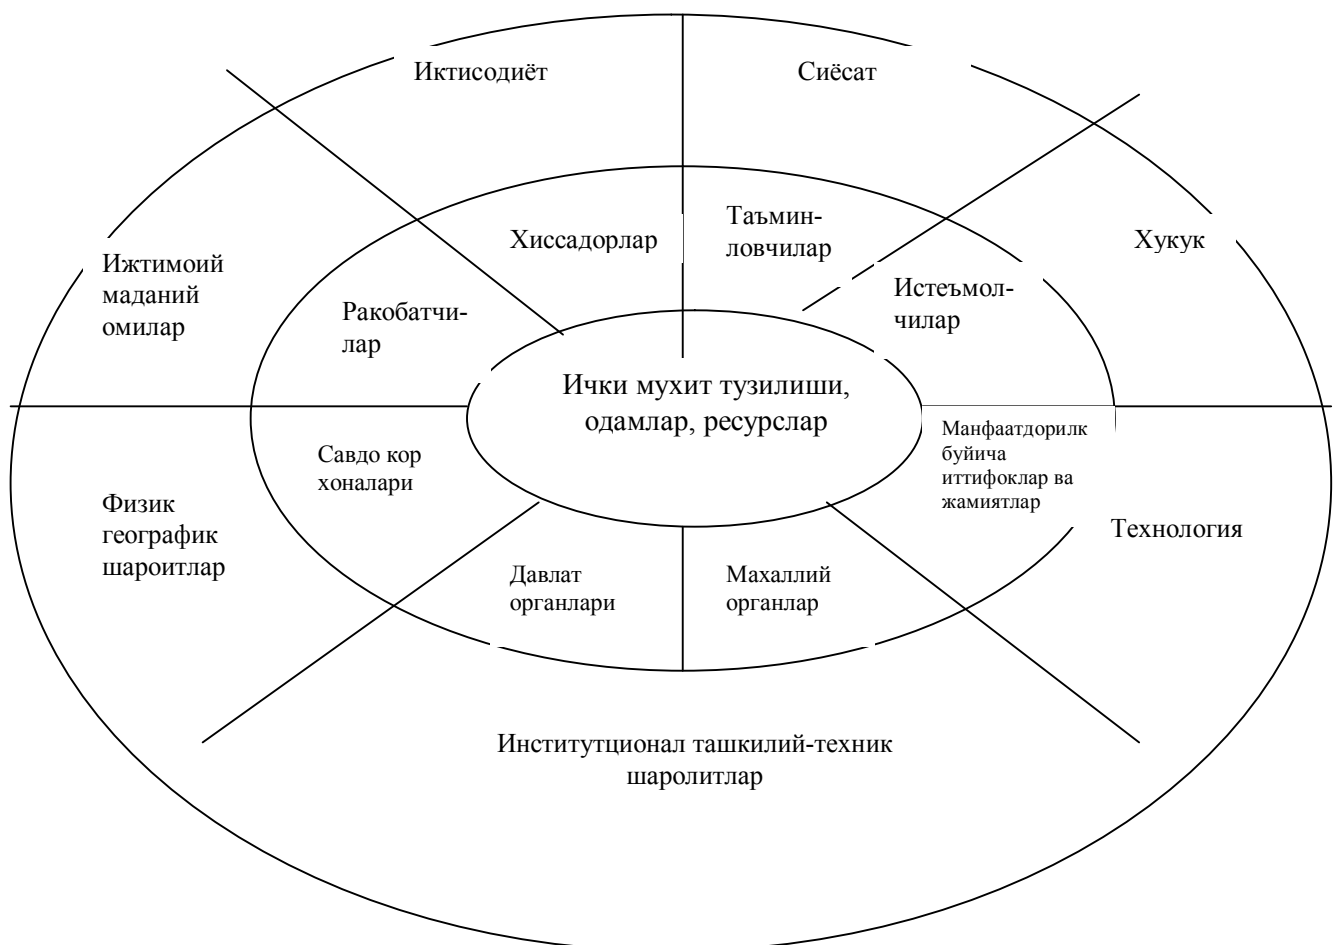 Иктисодиёт
Сиёсат
Таъмин-
ловчилар
Хиссадорлар
Хукук
Ижтимоий
маданий
омилар
Истеъмол-
чилар
Ракобатчи-
лар
Ички мухит тузилиши,
одамлар, ресурслар
Манфаатдорилк
буйича
иттифоклар ва
жамиятлар
Савдо кор
хоналари
Физик
географик
шароитлар
Технология
Давлат
органлари
Махаллий
органлар
Институтционал ташкилий-техник
шаролитлар